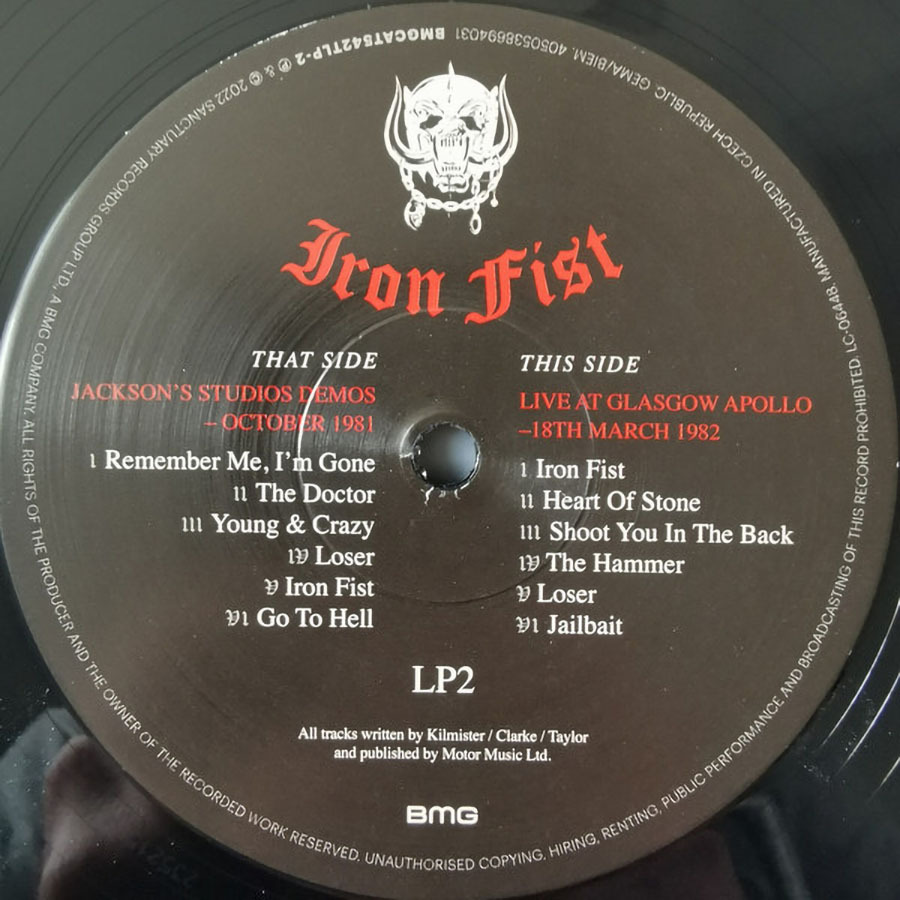 Iron Fist
THAT SIDE
JACKSON'S STUDIOS DEMOS
– OCTOBER 1981
I Remember Me, I'm Gone
II The Doctor
III Young & Crazy
IV Loser
V Iron Fist
VI Go To Hell
THIS SIDE
LIVE AT GLASGOW APOLLO
–18TH MARCH 1982
I Iron Fist
II Heart Of Stone
III Shoot You In The Back
IV The Hammer
V Loser
VI Jailbait
LP2
All tracks written by Kilmister / Clarke / Taylor
and published by Motor Music Ltd.
BMG
BMGCAT542TLP-2 ℗ & © 2022 SANCTUARY RECORDS GROUP LTD., A BMG COMPANY. ALL RIGHTS OF THE PRODUCER AND THE OWNER OF THE RECORDED WORK RESERVED. UNAUTHORISED COPYING, HIRING, RENTING, PUBLIC PERFORMANCE AND BROADCASTING OF THIS RECORD PROHIBITED. LC-06448. MANUFACTURED IN CZECH REPUBLIC. GEMA/BIEM. 4050538694031